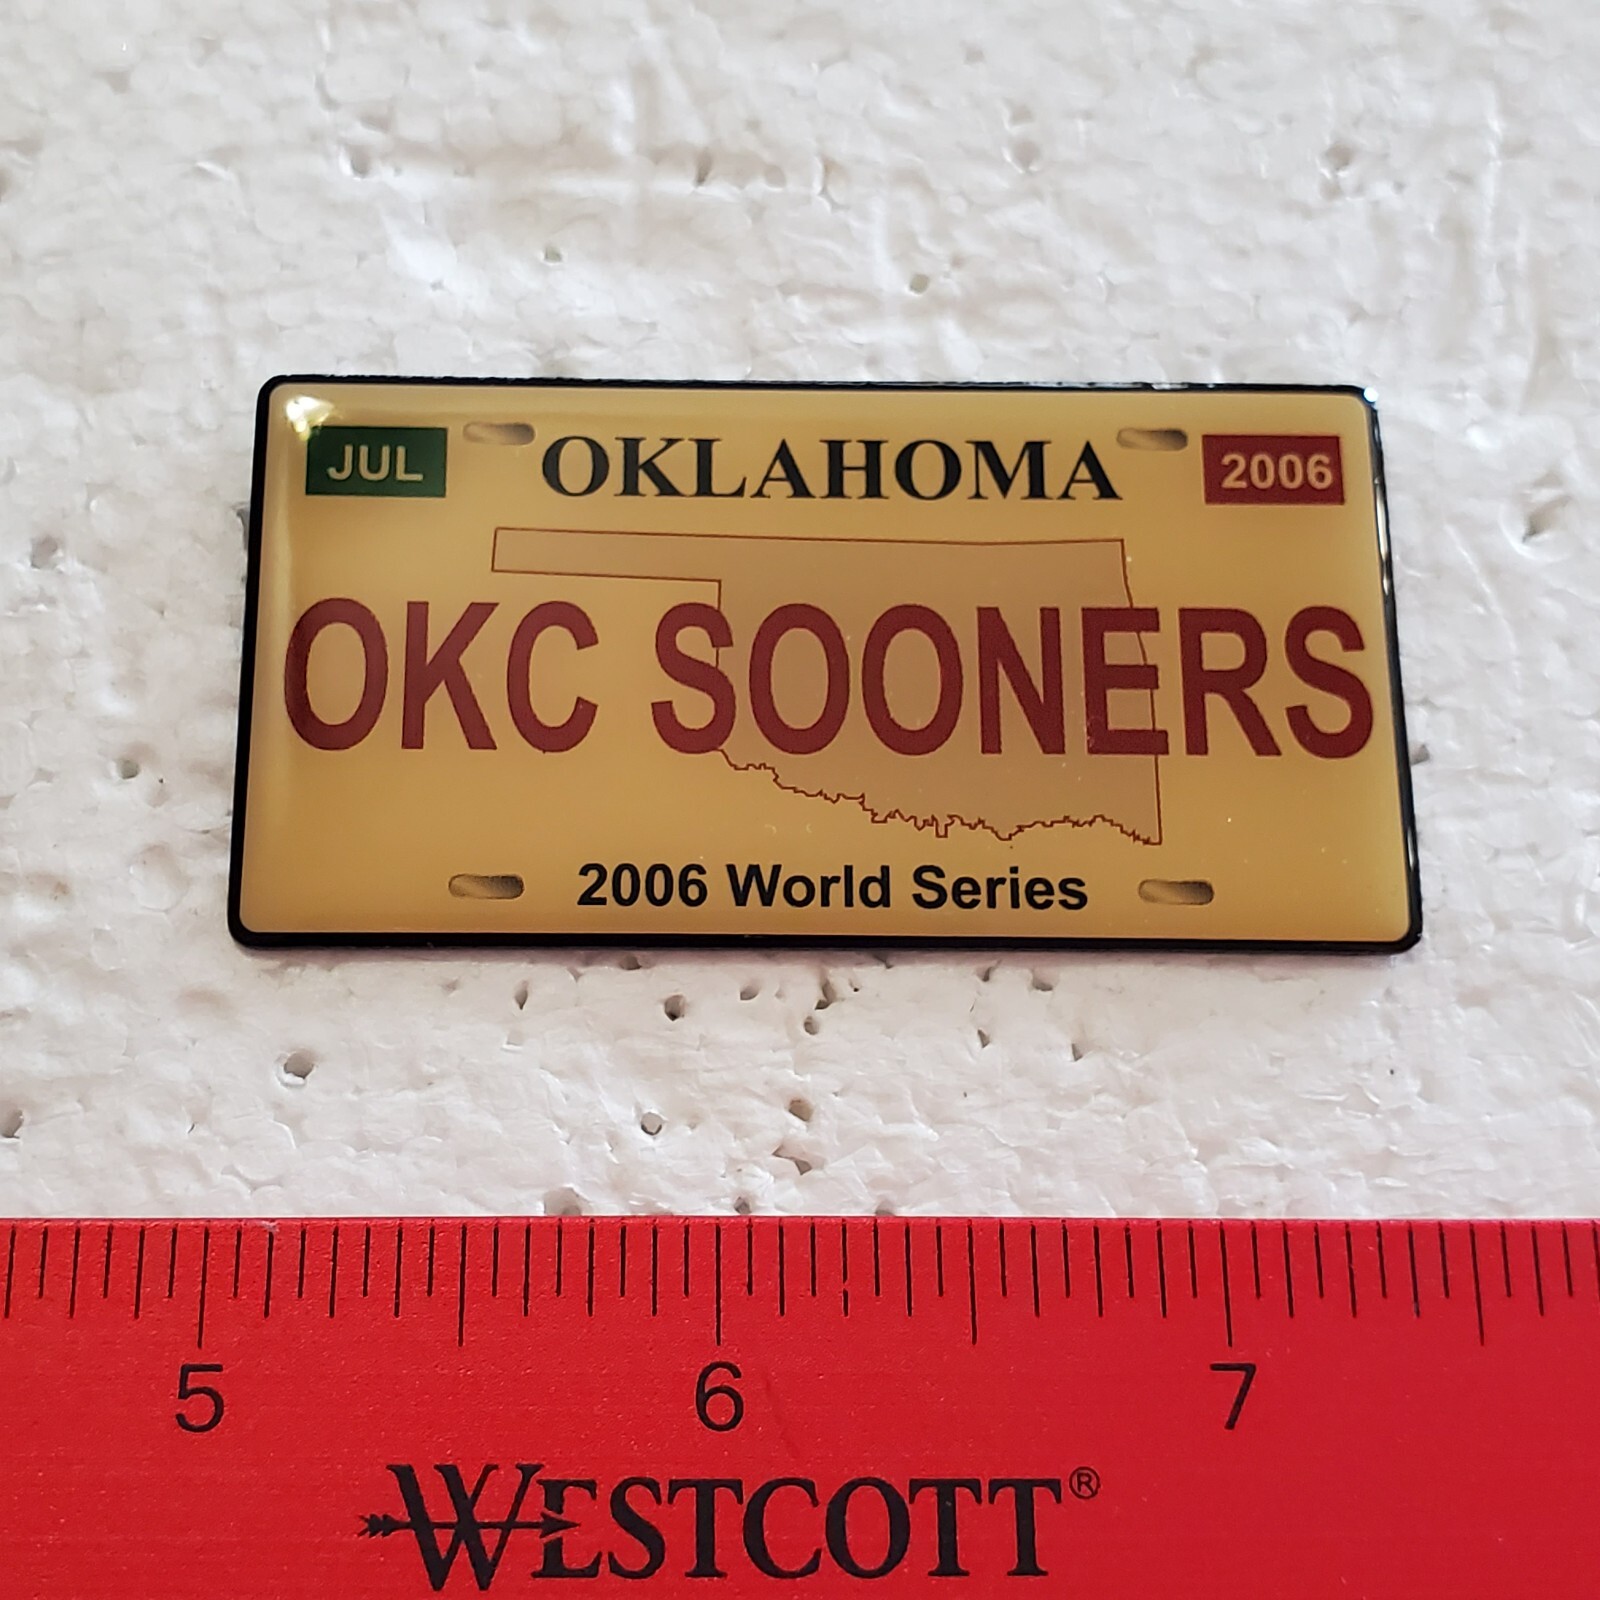 JUL OKLAHOMA 2006
OKC SOONERS
2006 World Series
5 6 7
WESTCOTT®